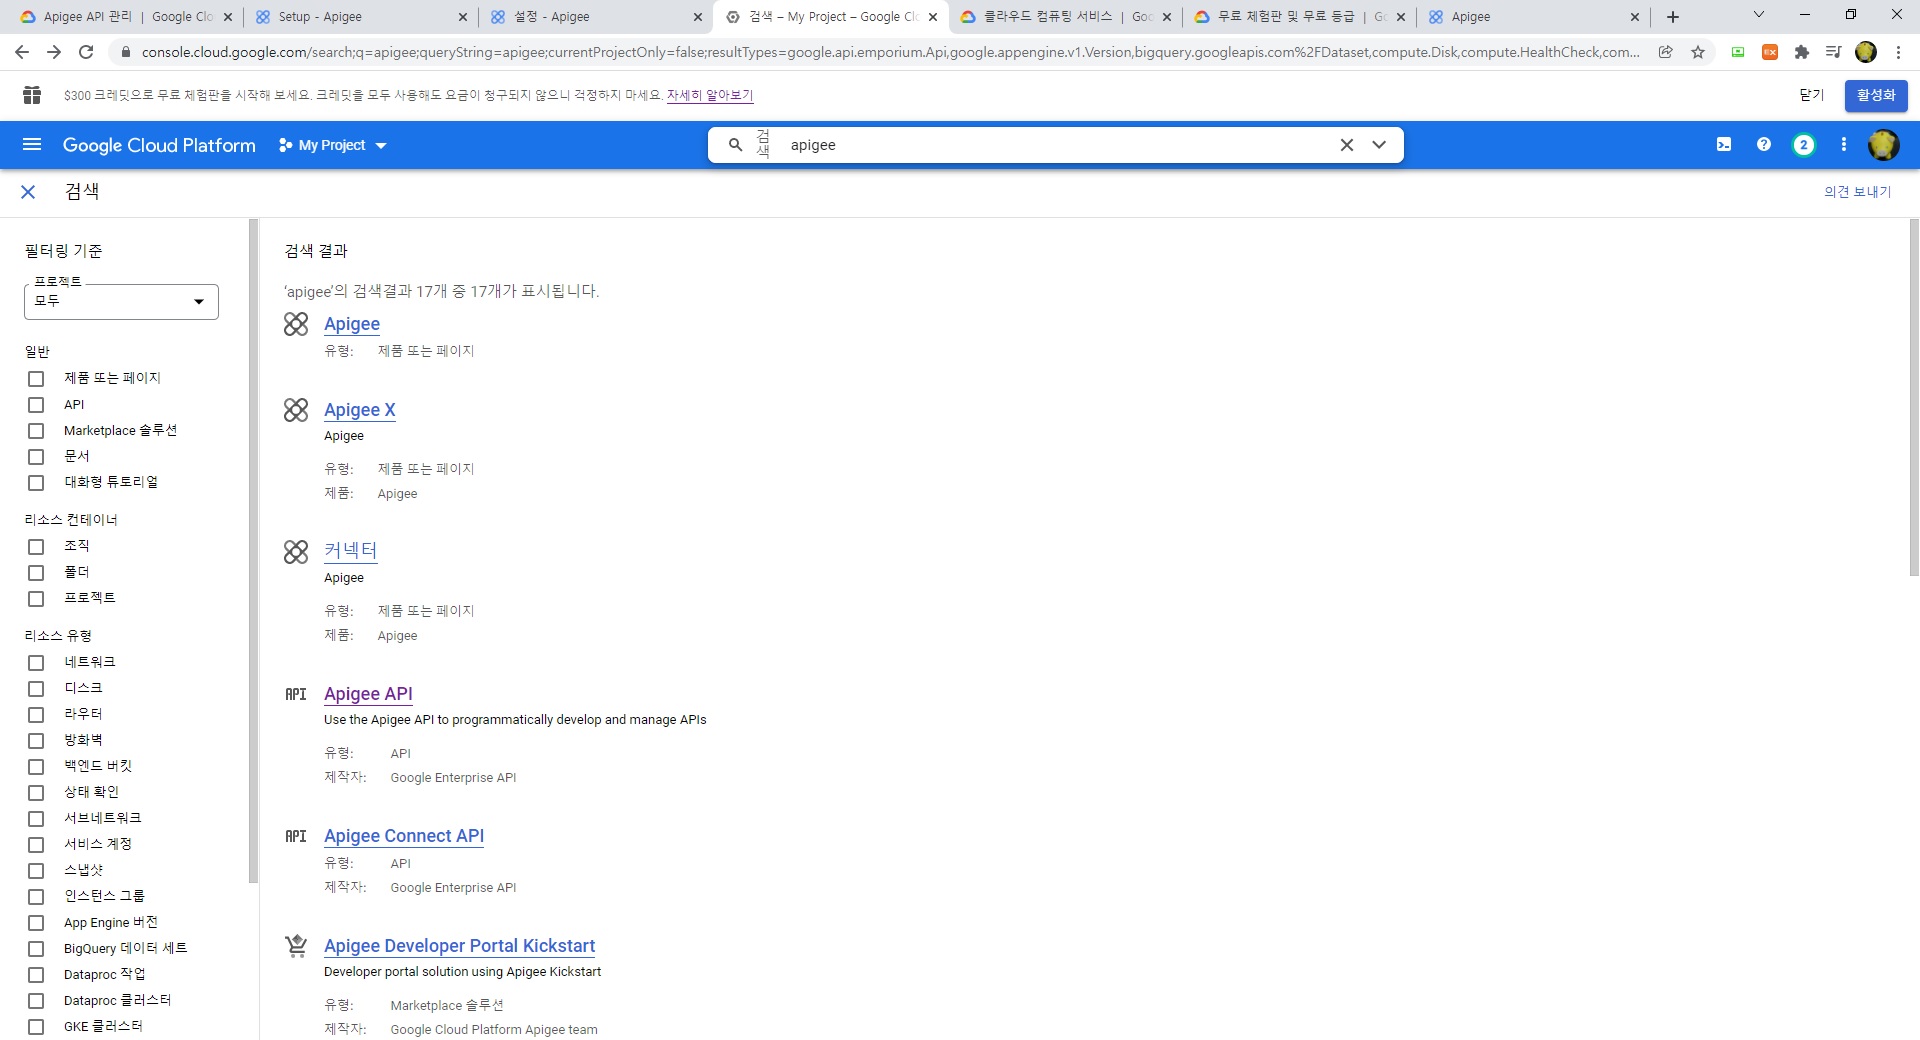 Apigee API 관리 | Google Clo
Setup - Apigee
설정 - Apigee
검색 – My Project – Google Clo
클라우드 컴퓨팅 서비스 | Goo
무료 체험판 및 무료 등급 | Go
Apigee
console.cloud.google.com/search;q=apigee;queryString=apigee;currentProjectOnly=false;resultTypes=google.api.emporium.Api,google.appengine.v1.Version,bigquery.googleapis.com%2FDataset,compute.Disk,compute.HealthCheck,com...
$300 크레딧으로 무료 체험판을 시작해 보세요. 크레딧을 모두 사용해도 요금이 청구되지 않으니 걱정하지 마세요. 자세히 알아보기
닫기
활성화
Google Cloud Platform
My Project
검색
apigee
2
검색
의견 보내기
필터링 기준
프로젝트
모두
일반
제품 또는 페이지
API
Marketplace 솔루션
문서
대화형 튜토리얼
리소스 컨테이너
조직
폴더
프로젝트
리소스 유형
네트워크
디스크
라우터
방화벽
백엔드 버킷
상태 확인
서브네트워크
서비스 계정
스냅샷
인스턴스 그룹
App Engine 버전
BigQuery 데이터 세트
Dataproc 작업
Dataproc 클러스터
GKE 클러스터
검색 결과
'apigee'의 검색결과 17개 중 17개가 표시됩니다.
Apigee
유형: 제품 또는 페이지
Apigee X
Apigee
유형: 제품 또는 페이지
제품: Apigee
커넥터
Apigee
유형: 제품 또는 페이지
제품: Apigee
API Apigee API
Use the Apigee API to programmatically develop and manage APIs
유형: API
제작자: Google Enterprise API
API Apigee Connect API
유형: API
제작자: Google Enterprise API
Apigee Developer Portal Kickstart
Developer portal solution using Apigee Kickstart
유형: Marketplace 솔루션
제작자: Google Cloud Platform Apigee team